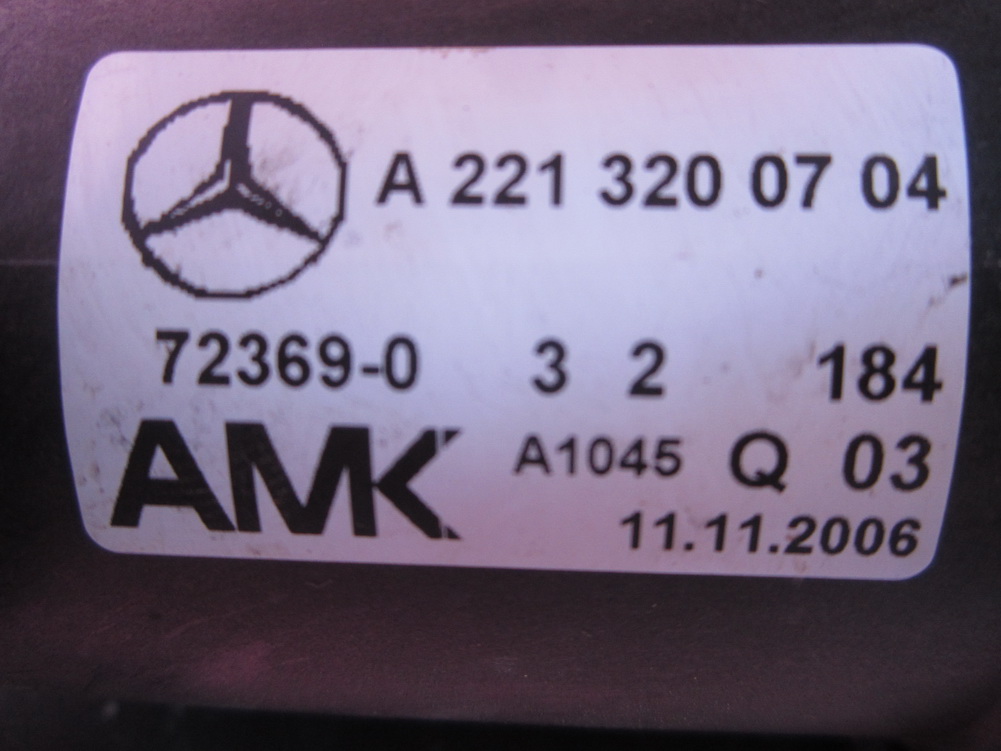 A 221 320 07 04
72369-0 3 2 184
AMK A1045 Q 03
11.11.2006